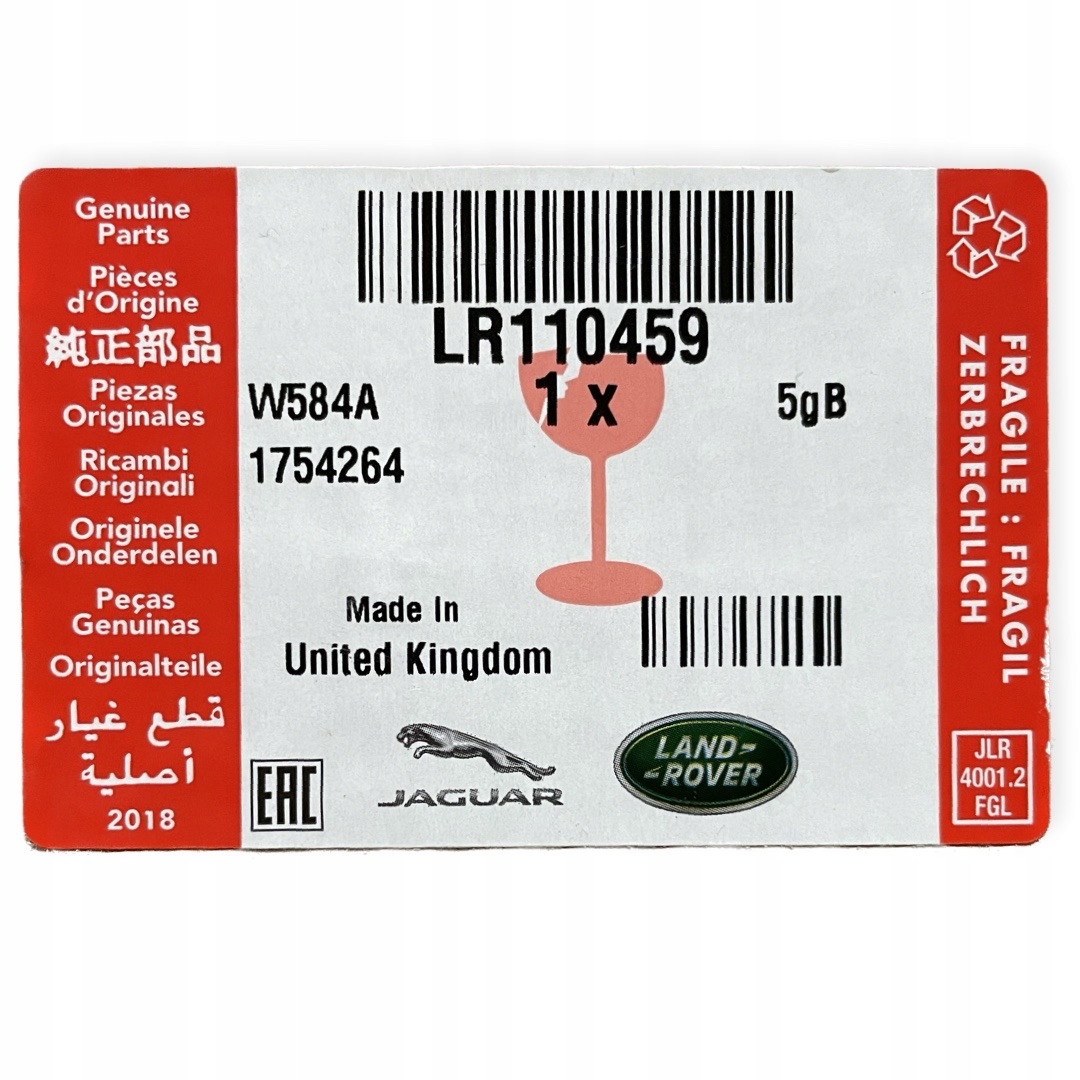 Genuine
Parts
Pièces
d'Origine
純正部品
Piezas
Originales
Ricambi
Originali
Originele
Onderdelen
Peças
Genuinas
Originalteile
قطع غيار
أصلية
2018
LR110459
W584A
1 x
5gB
1754264
Made In
United Kingdom
EAC
JAGUAR
LAND-
-ROVER
FRAGILE : FRAGIL
ZERBRECHLICH
JLR
4001.2
FGL